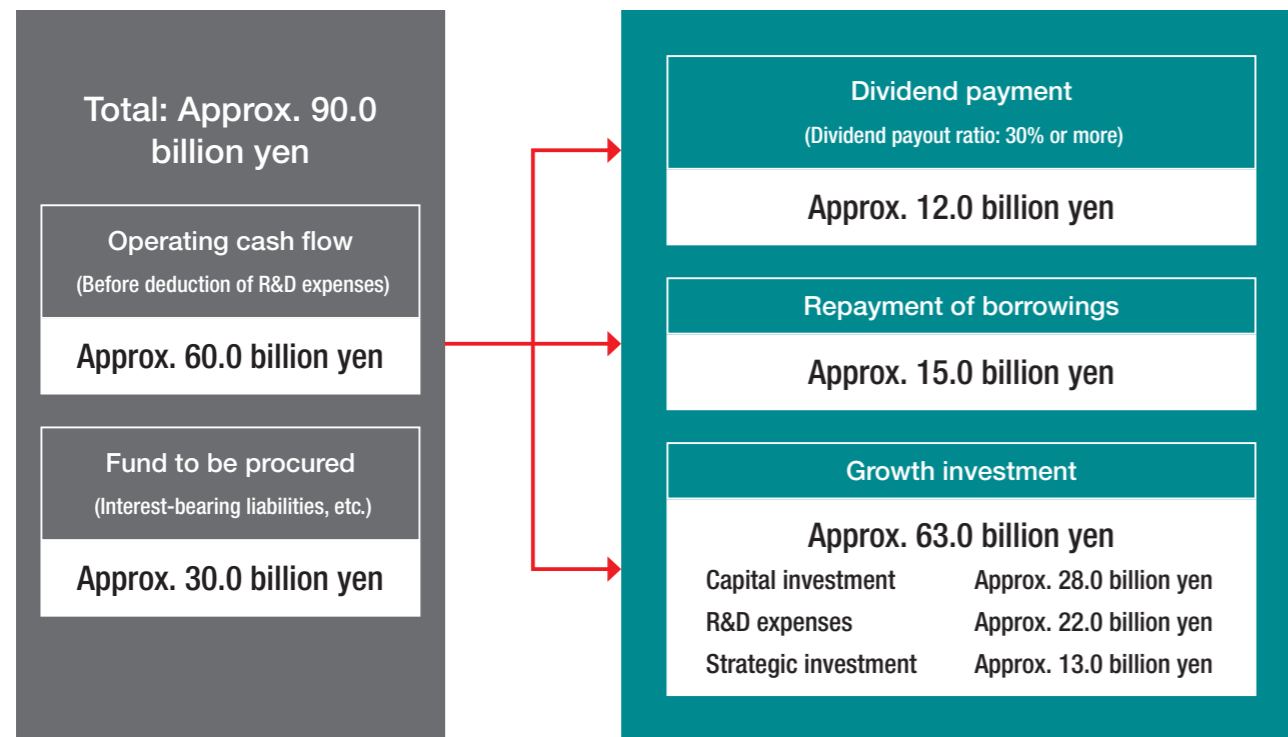 Total: Approx. 90.0
billion yen
Operating cash flow
(Before deduction of R&D expenses)
Approx. 60.0 billion yen
Fund to be procured
(Interest-bearing liabilities, etc.)
Approx. 30.0 billion yen
Dividend payment
(Dividend payout ratio: 30% or more)
Approx. 12.0 billion yen
Repayment of borrowings
Approx. 15.0 billion yen
Growth investment
Approx. 63.0 billion yen
Capital investment Approx. 28.0 billion yen
R&D expenses Approx. 22.0 billion yen
Strategic investment Approx. 13.0 billion yen